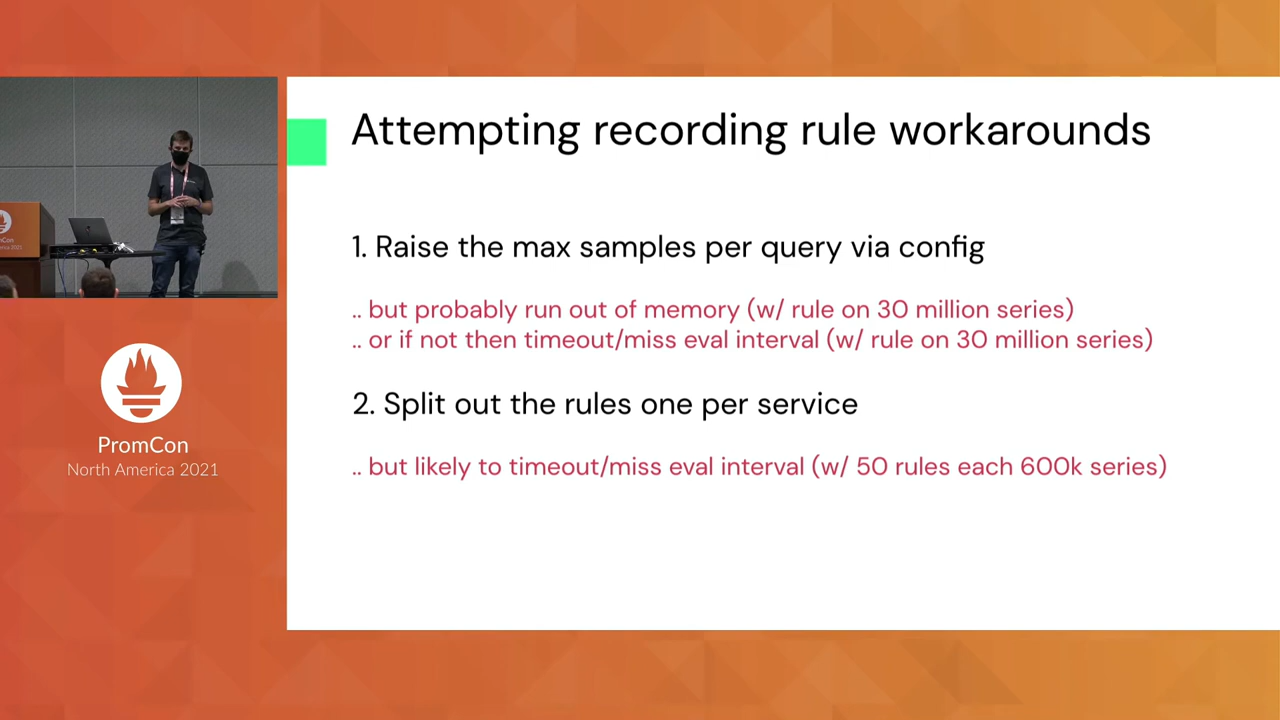 Attempting recording rule workarounds
1. Raise the max samples per query via config
.. but probably run out of memory (w/ rule on 30 million series)
.. or if not then timeout/miss eval interval (w/ rule on 30 million series)
2. Split out the rules one per service
.. but likely to timeout/miss eval interval (w/ 50 rules each 600k series)
PromCon
North America 2021